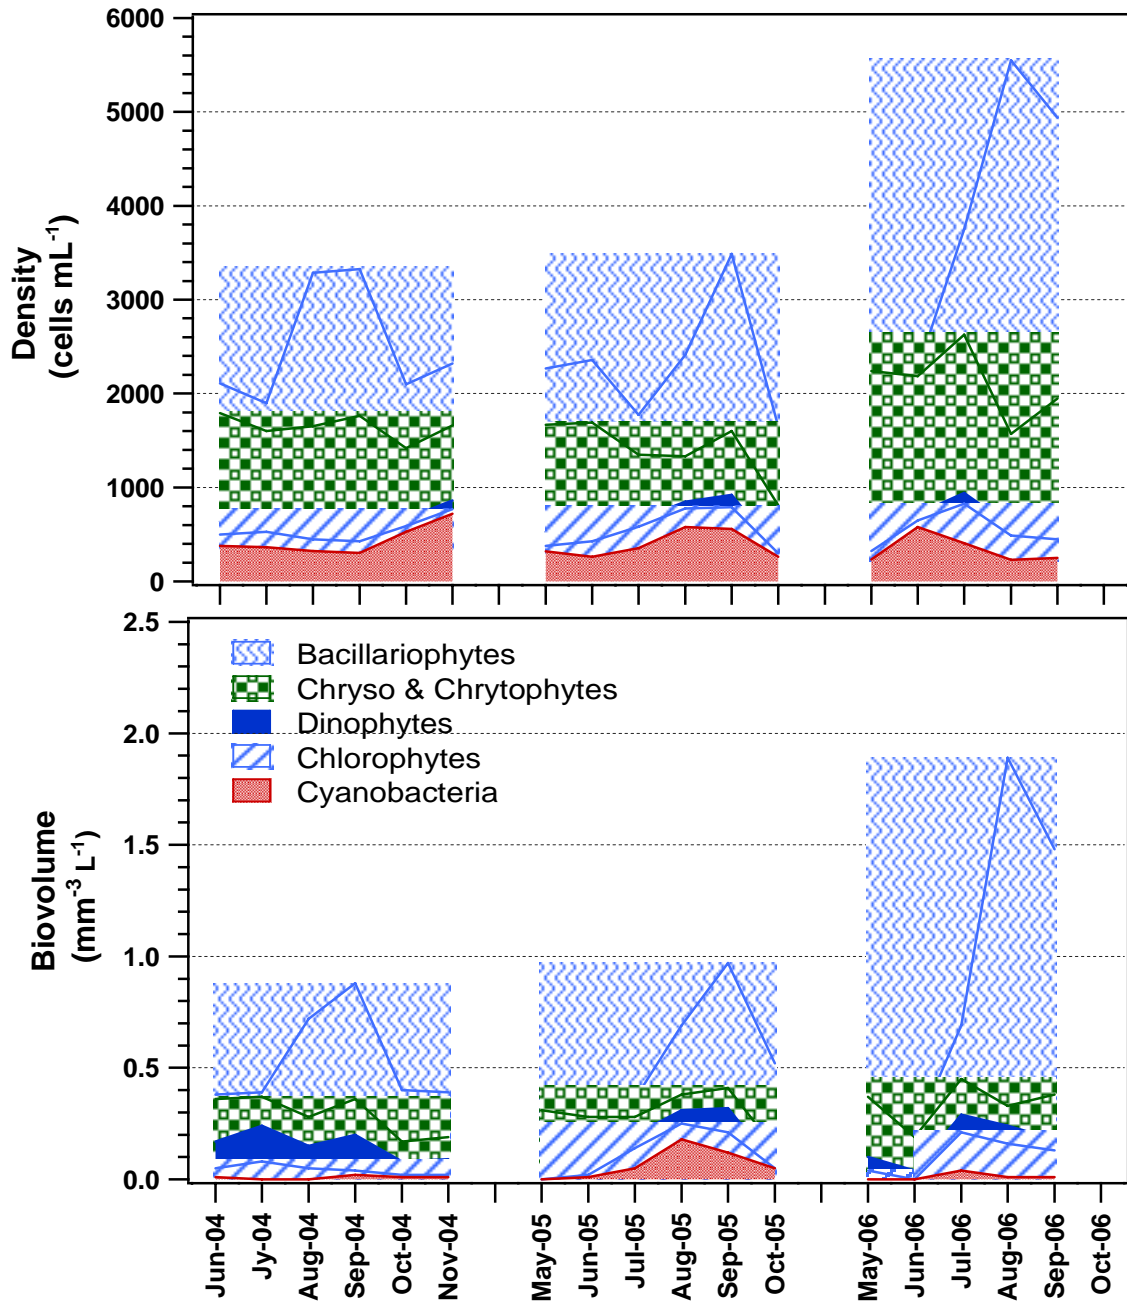 6000
5000
4000
3000
2000
1000
0
Density
(cells mL-1)
2.5
2.0
1.5
1.0
0.5
0.0
Biovolume
(mm-3 L-1)
Bacillariophytes
Chryso & Chrytophytes
Dinophytes
Chlorophytes
Cyanobacteria
Jun-04
Jy-04
Aug-04
Sep-04
Oct-04
Nov-04
May-05
Jun-05
Jul-05
Aug-05
Sep-05
Oct-05
May-06
Jun-06
Jul-06
Aug-06
Sep-06
Oct-06